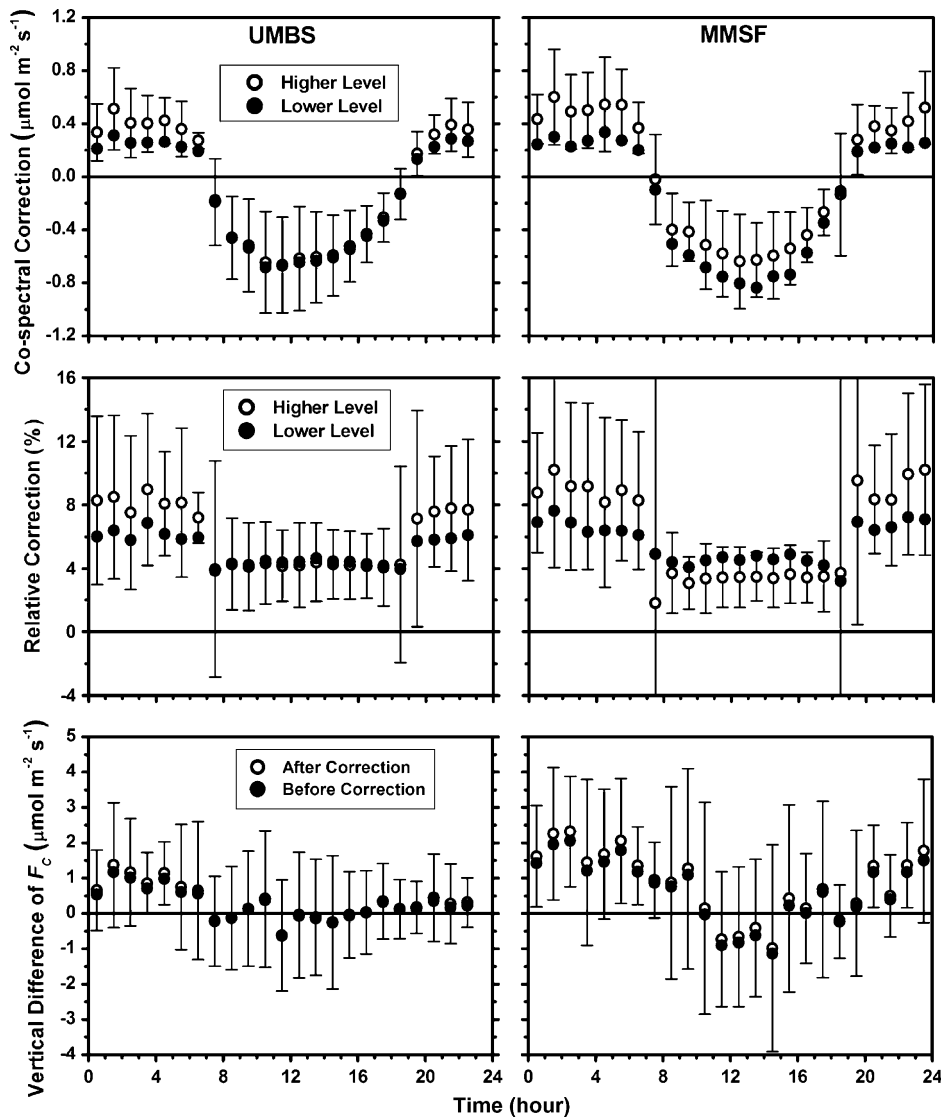 UMBS
MMSF
Co-spectral Correction (μmol m⁻² s⁻¹)
1.2
0.8
0.4
0.0
-0.4
-0.8
-1.2
Higher Level
Lower Level
Relative Correction (%)
16
12
8
4
0
-4
Higher Level
Lower Level
Vertical Difference of F_c (μmol m⁻² s⁻¹)
5
4
3
2
1
0
-1
-2
-3
-4
After Correction
Before Correction
0 4 8 12 16 20 24
0 4 8 12 16 20 24
Time (hour)